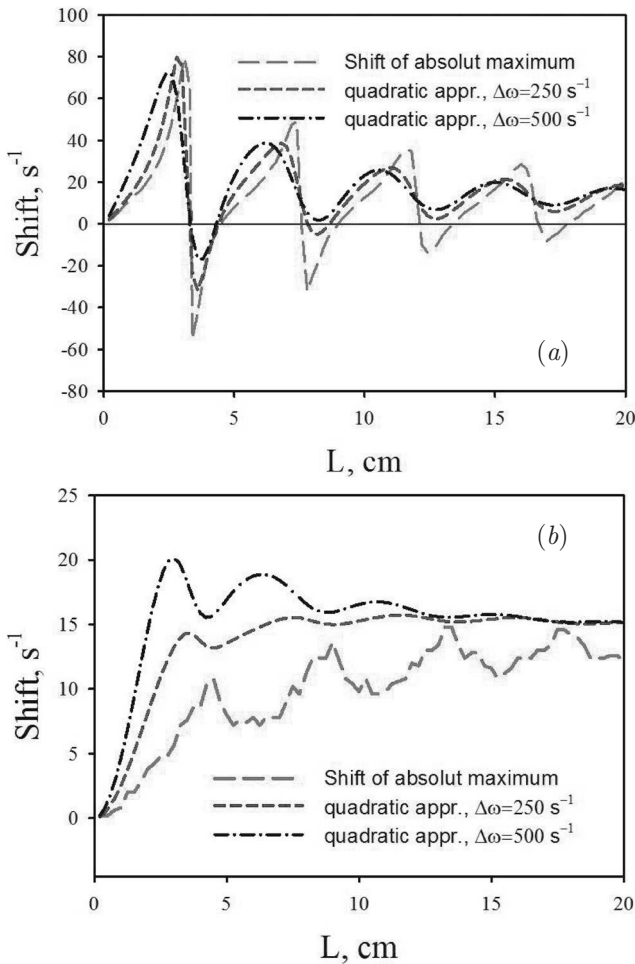 100
80
60
40
20
0
-20
-40
-60
-80
Shift, s⁻¹
Shift of absolut maximum
quadratic appr., Δω=250 s⁻¹
quadratic appr., Δω=500 s⁻¹
(a)
0 5 10 15 20
L, cm
25
20
15
10
5
0
Shift, s⁻¹
(b)
Shift of absolut maximum
quadratic appr., Δω=250 s⁻¹
quadratic appr., Δω=500 s⁻¹
0 5 10 15 20
L, cm